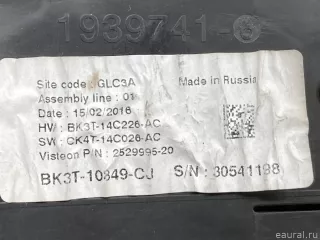 1939741-S
Site code : GLC3A
Made in Russia
Assembly line : 01
Date : 15/02/2016
HW : BK3T-14C226-AC
SW : CK4T-14C026-AC
Visteon P/N : 2529995-20
BK3T-10849-CJ S/N : 30541198
eaural.ru